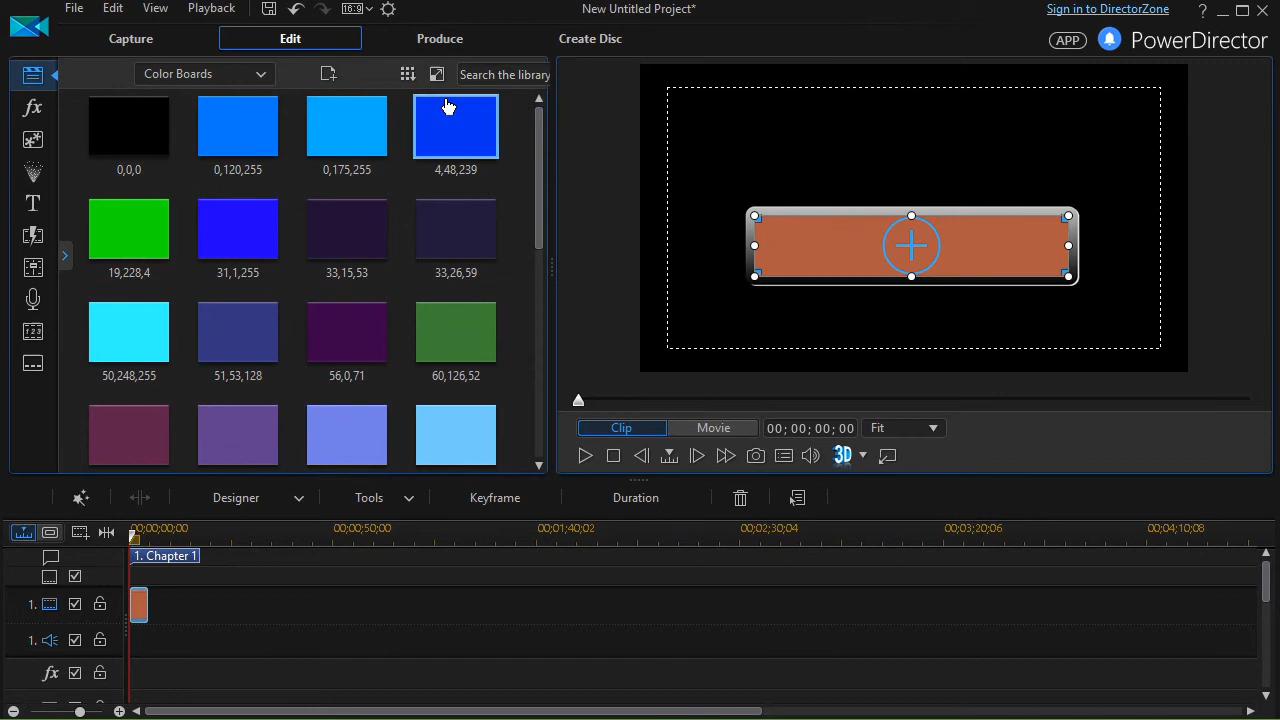 File Edit View Playback 16:9 New Untitled Project* Sign in to DirectorZone ?
Capture Edit Produce Create Disc APP PowerDirector
Color Boards Search the library
fx
0,0,0 0,120,255 0,175,255 4,48,239
T
19,228,4 31,1,255 33,15,53 33,26,59
123
50,248,255 51,53,128 56,0,71 60,126,52
Clip Movie 00; 00; 00; 00 Fit
3D
Designer Tools Keyframe Duration
00;00;00;00 00;00;50;00 00;01;40;02 00;02;30;04 00;03;20;06 00;04;10;08
1. Chapter 1
1.
1.
fx